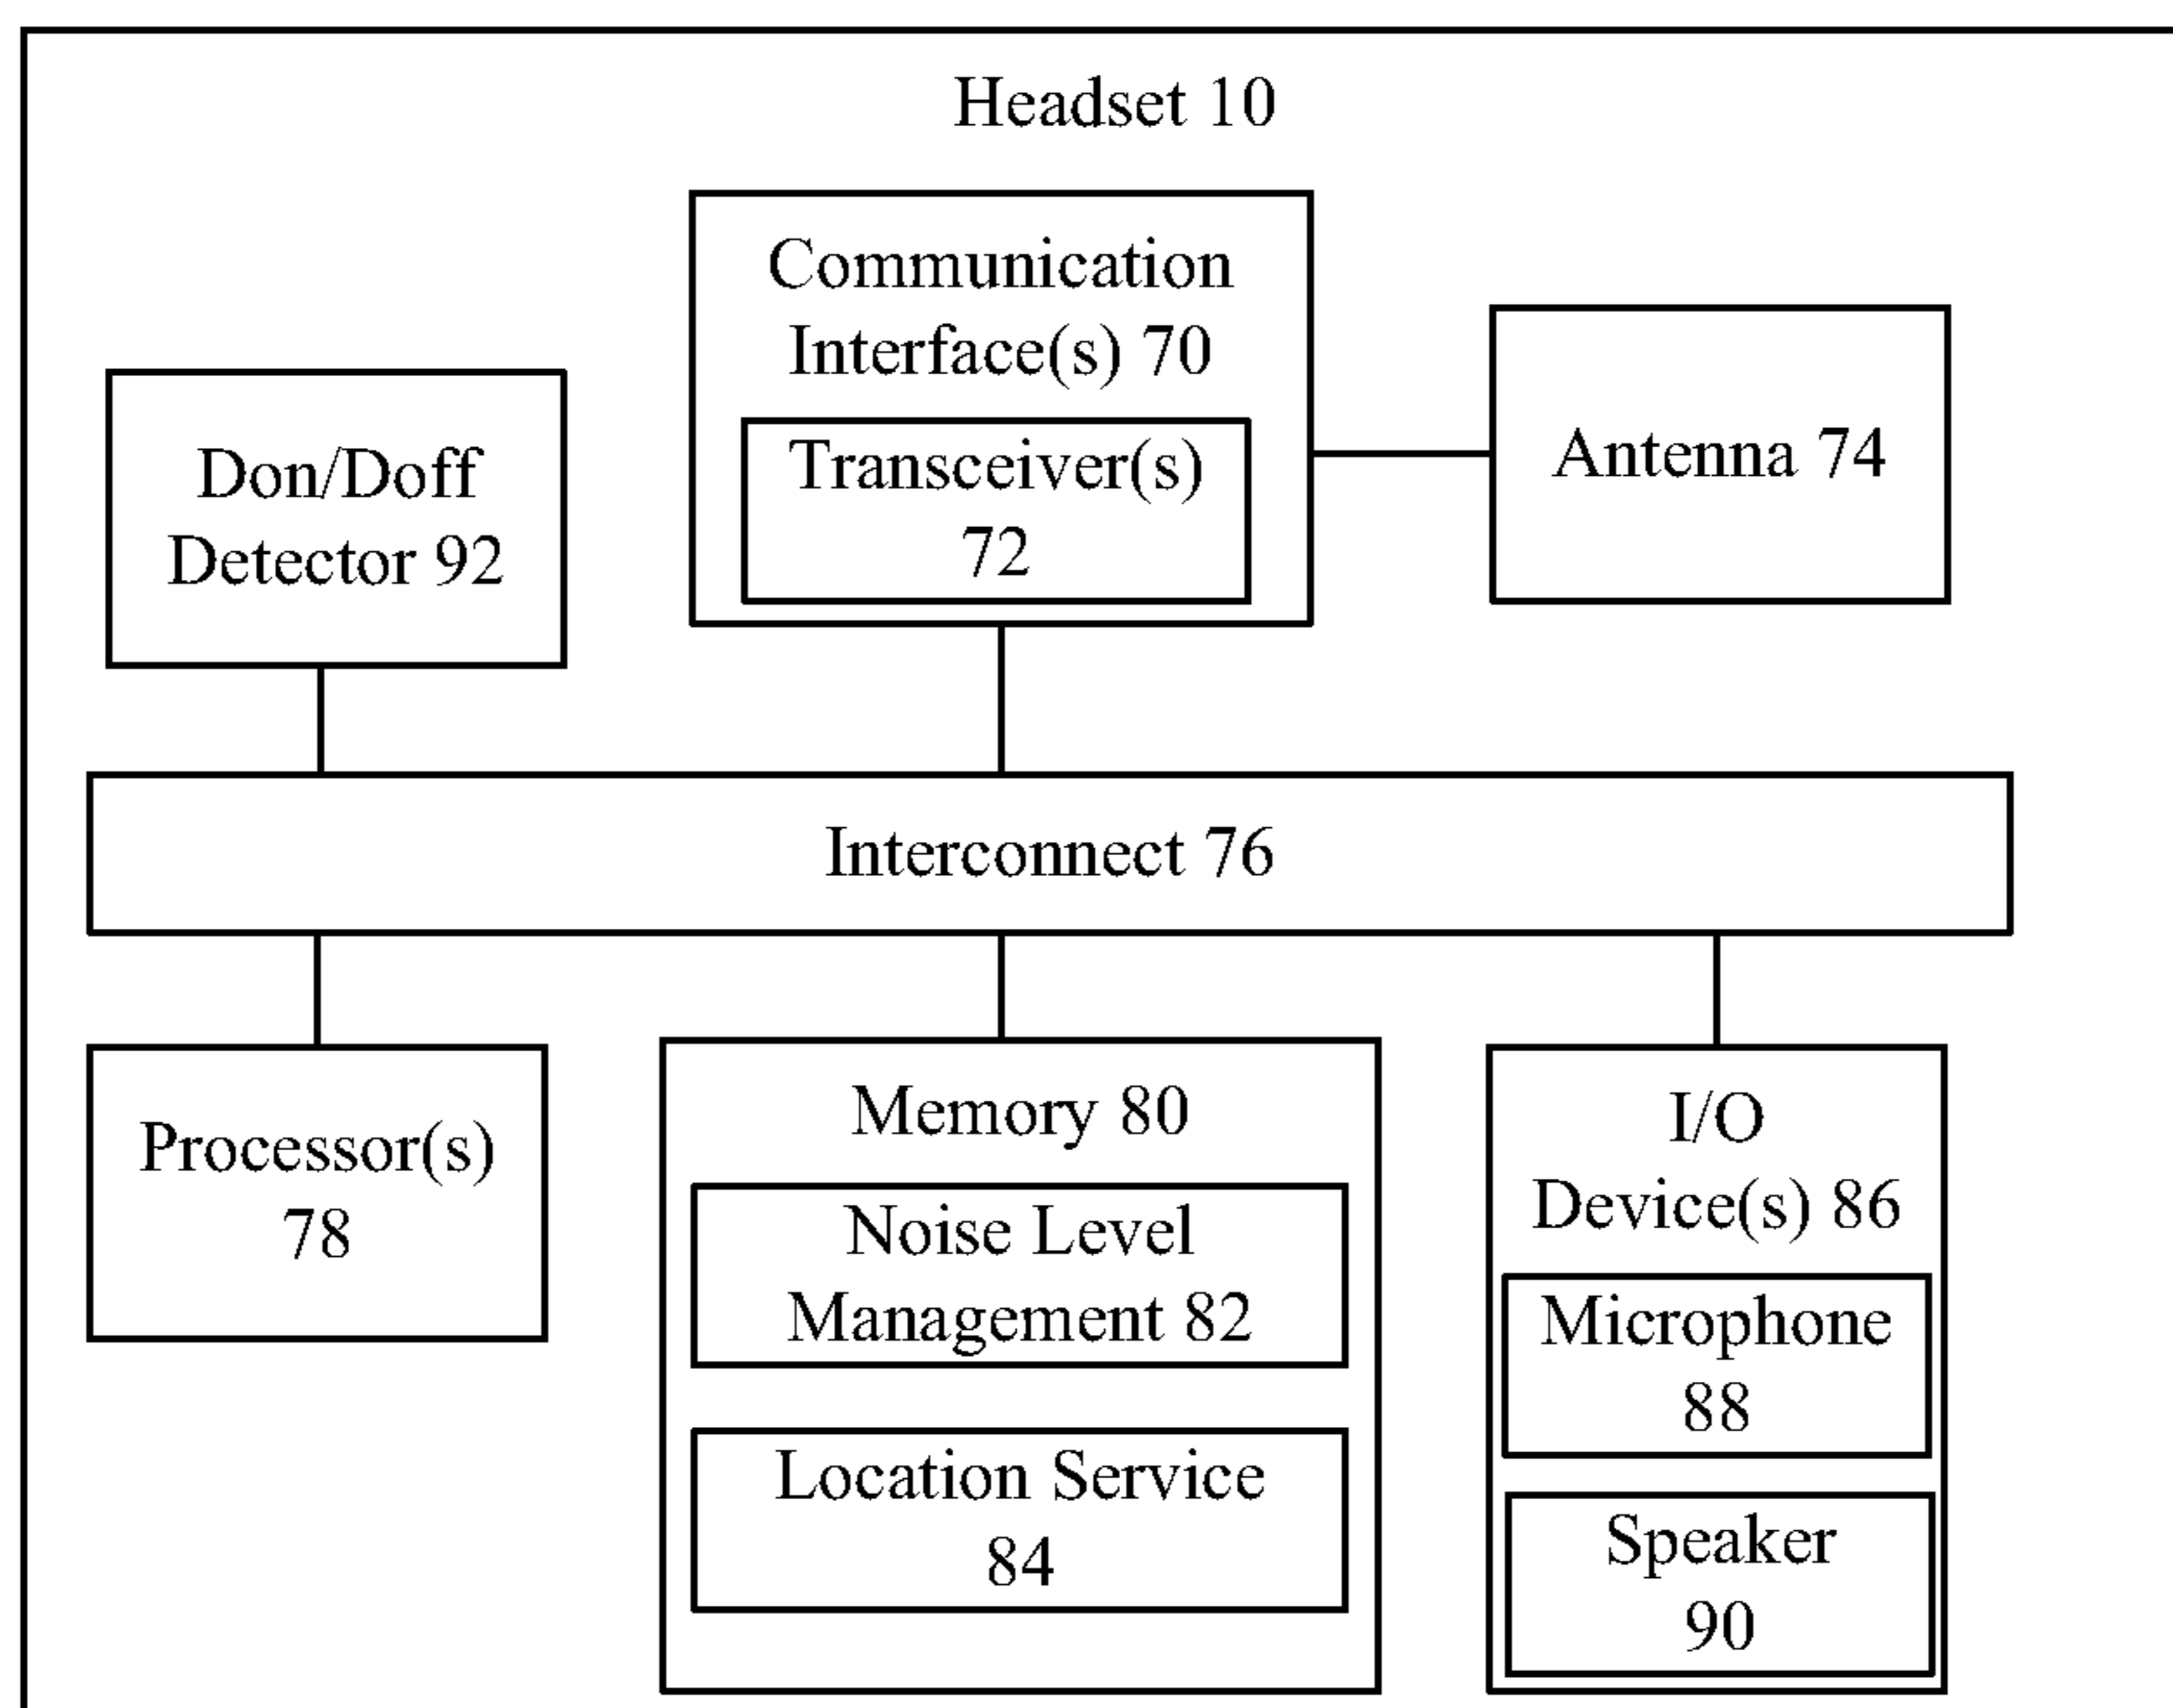 Headset 10
Communication
Interface(s) 70
Transceiver(s)
72
Antenna 74
Don/Doff
Detector 92
Interconnect 76
Processor(s)
78
Memory 80
Noise Level
Management 82
Location Service
84
I/O
Device(s) 86
Microphone
88
Speaker
90